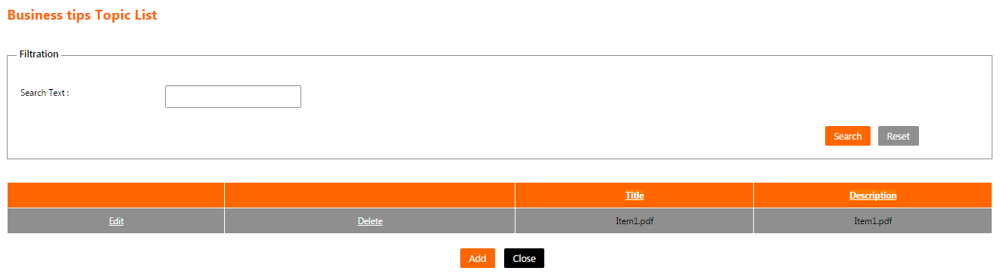 Business tips Topic List
Filtration
Search Text :
Search Reset
Title Description
Edit Delete Item1.pdf Item1.pdf
Add Close